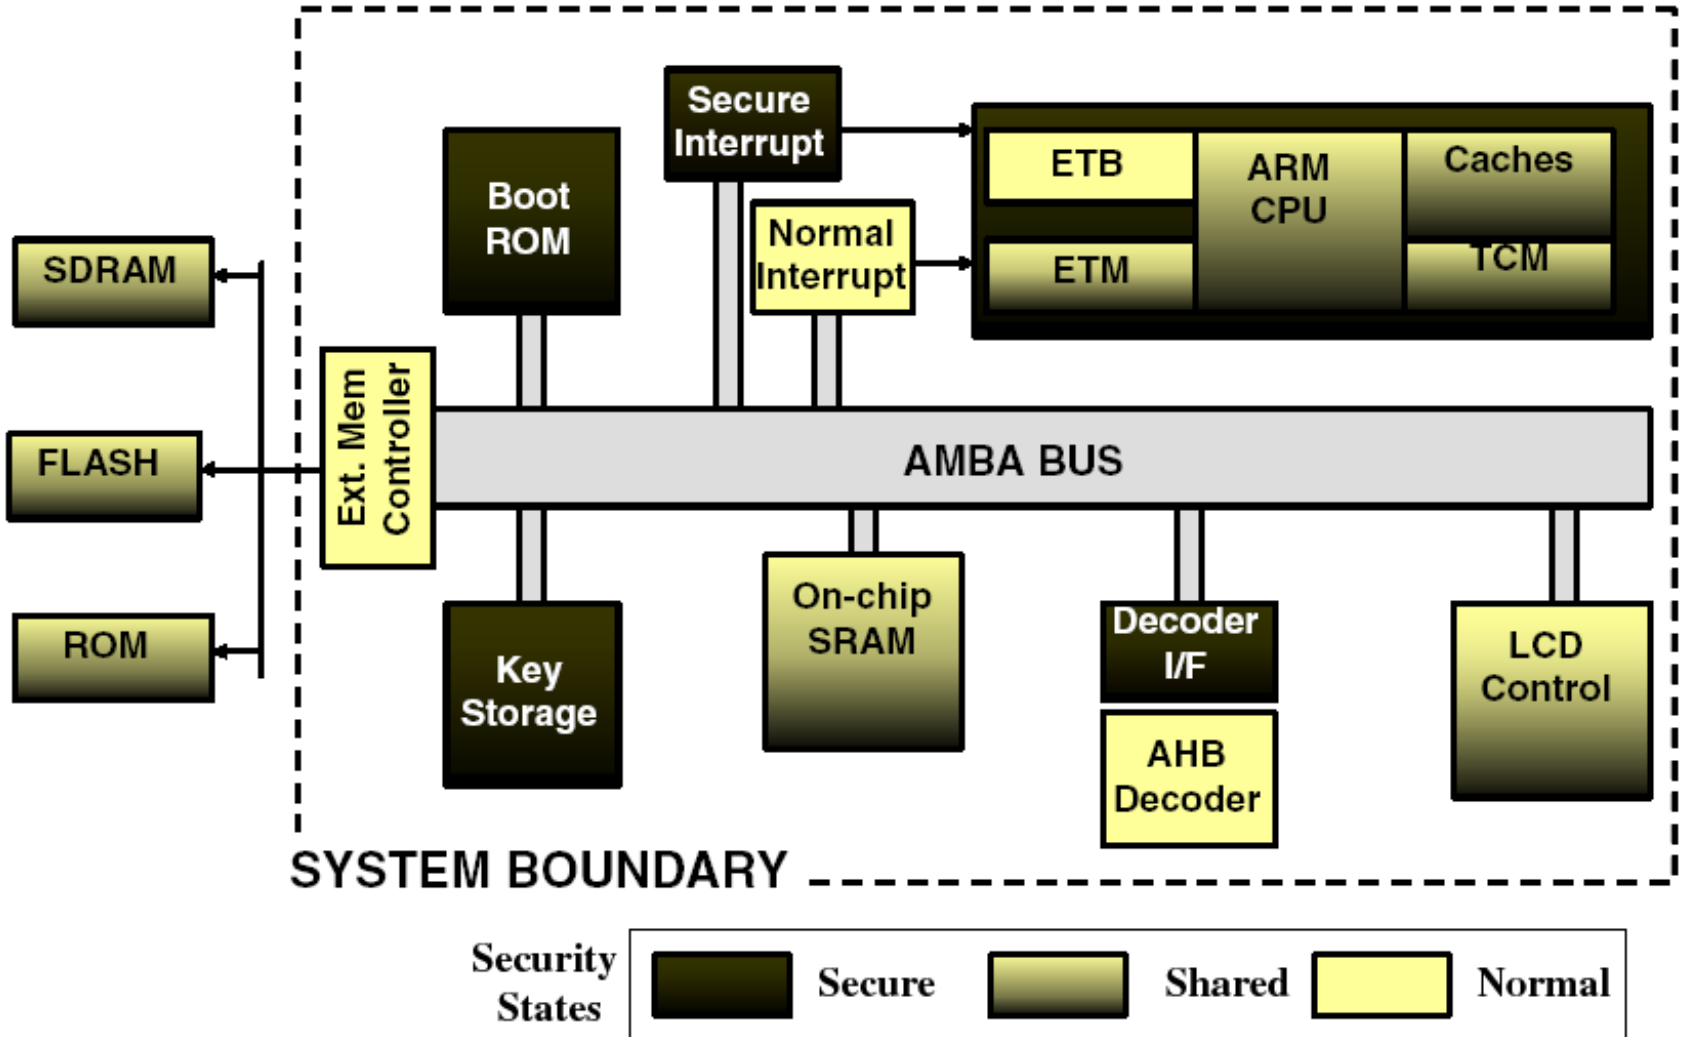 Secure
Interrupt
Boot
ROM
Normal
Interrupt
ETB
ETM
ARM
CPU
Caches
TCM
SDRAM
FLASH
ROM
Ext. Mem
Controller
AMBA BUS
Key
Storage
On-chip
SRAM
Decoder
I/F
AHB
Decoder
LCD
Control
SYSTEM BOUNDARY
Security
States
Secure
Shared
Normal